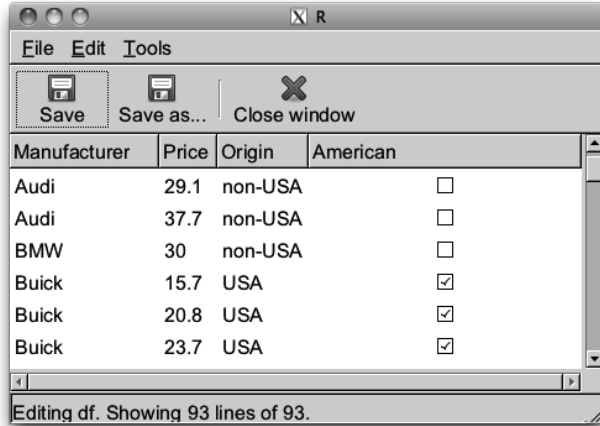 X R
File Edit Tools
Save Save as... Close window
Manufacturer Price Origin American
Audi 29.1 non-USA
Audi 37.7 non-USA
BMW 30 non-USA
Buick 15.7 USA
Buick 20.8 USA
Buick 23.7 USA
Editing df. Showing 93 lines of 93.